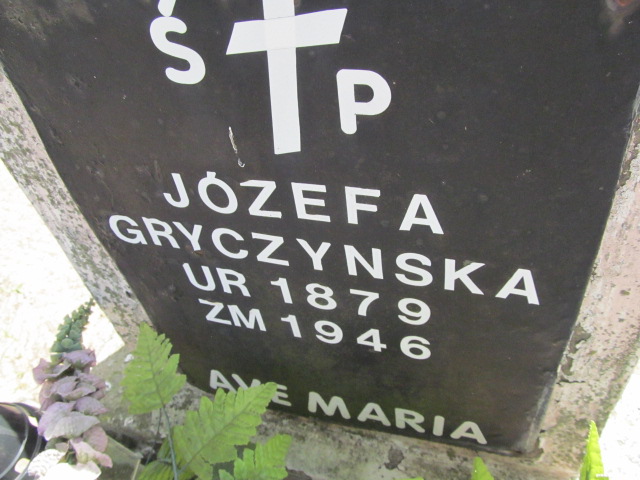 Ś P
JÓZEFA
GRYCZYNSKA
UR 1879
ZM 1946
AVE MARIA